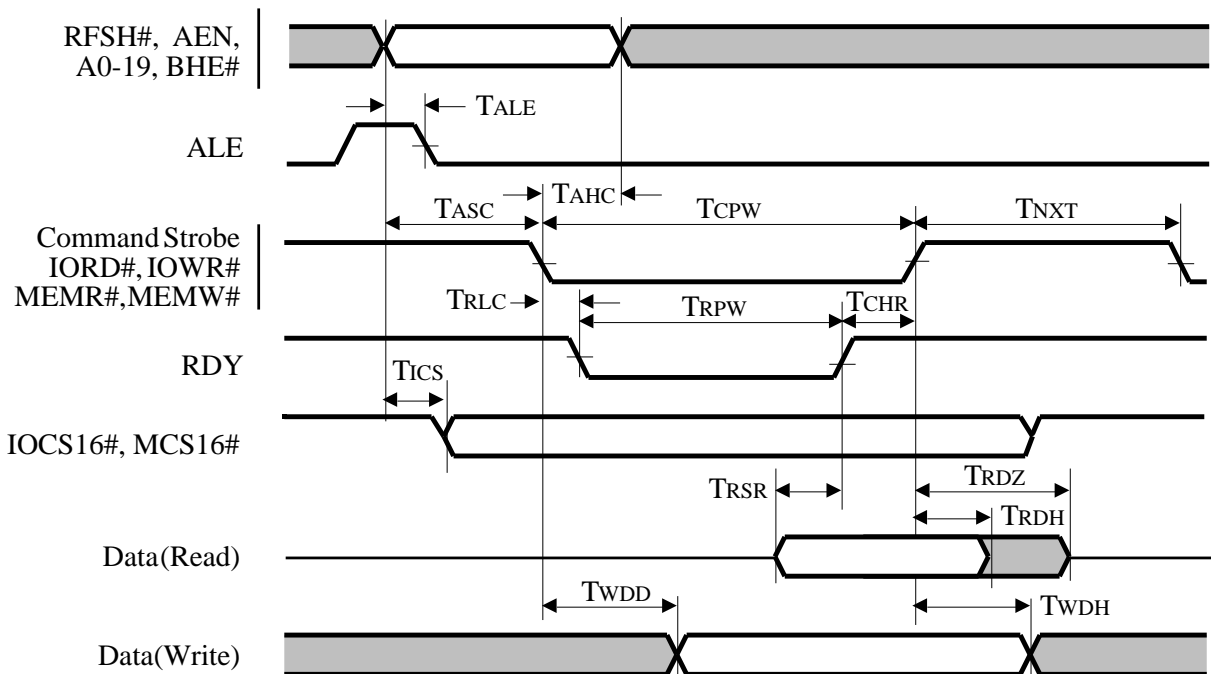 RFSH#, AEN,
A0-19, BHE#
TALE
ALE
TAHC
TASC
TCPW
TNXT
Command Strobe
IORD#, IOWR#
MEMR#,MEMW#
TRLC
TRPW
TCHR
RDY
TICS
IOCS16#, MCS16#
TRSR
TRDZ
TRDH
Data(Read)
TWDD
TWDH
Data(Write)